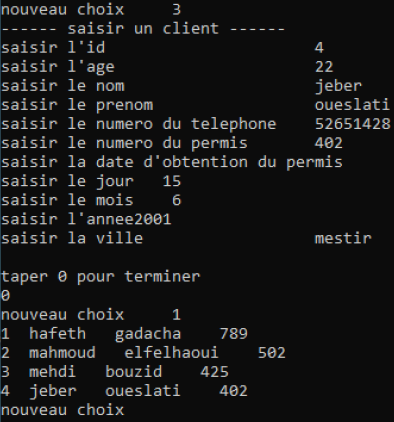 nouveau choix     3
------ saisir un client ------
saisir l'id                        4
saisir l'age                       22
saisir le nom                      jeber
saisir le prenom                   oueslati
saisir le numero du telephone      52651428
saisir le numero du permis         402
saisir la date d'obtention du permis
saisir le jour   15
saisir le mois    6
saisir l'annee2001
saisir la ville                    mestir

taper 0 pour terminer
0
nouveau choix     1
1  hafeth   gadacha    789
2  mahmoud   elfelhaoui    502
3  mehdi   bouzid   425
4  jeber   oueslati   402
nouveau choix